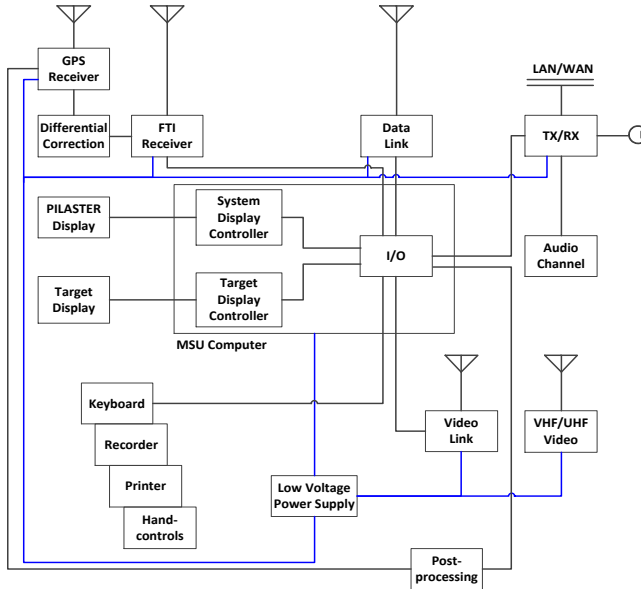 GPS
Receiver
LAN/WAN
Differential
Correction
FTI
Receiver
Data
Link
TX/RX
PILASTER
Display
System
Display
Controller
I/O
Audio
Channel
Target
Display
Target
Display
Controller
MSU Computer
Keyboard
Recorder
Printer
Hand-
controls
Video
Link
VHF/UHF
Video
Low Voltage
Power Supply
Post-
processing